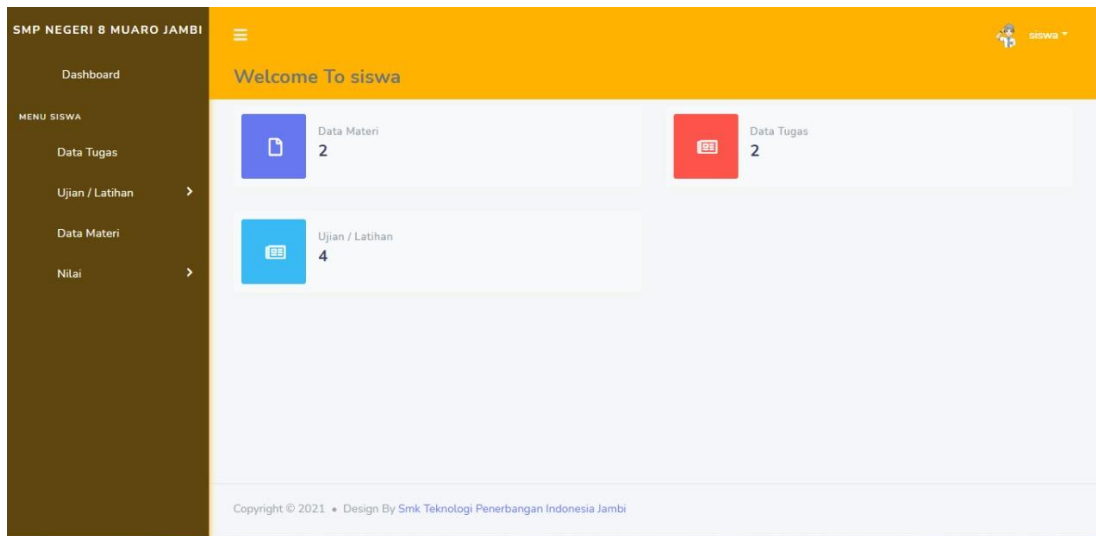 SMP NEGERI 8 MUARO JAMBI
siswa
Dashboard
Welcome To siswa
MENU SISWA
Data Tugas
Ujian / Latihan
Data Materi
Nilai
Data Materi
2
Data Tugas
2
Ujian / Latihan
4
Copyright © 2021 • Design By Smk Teknologi Penerbangan Indonesia Jambi